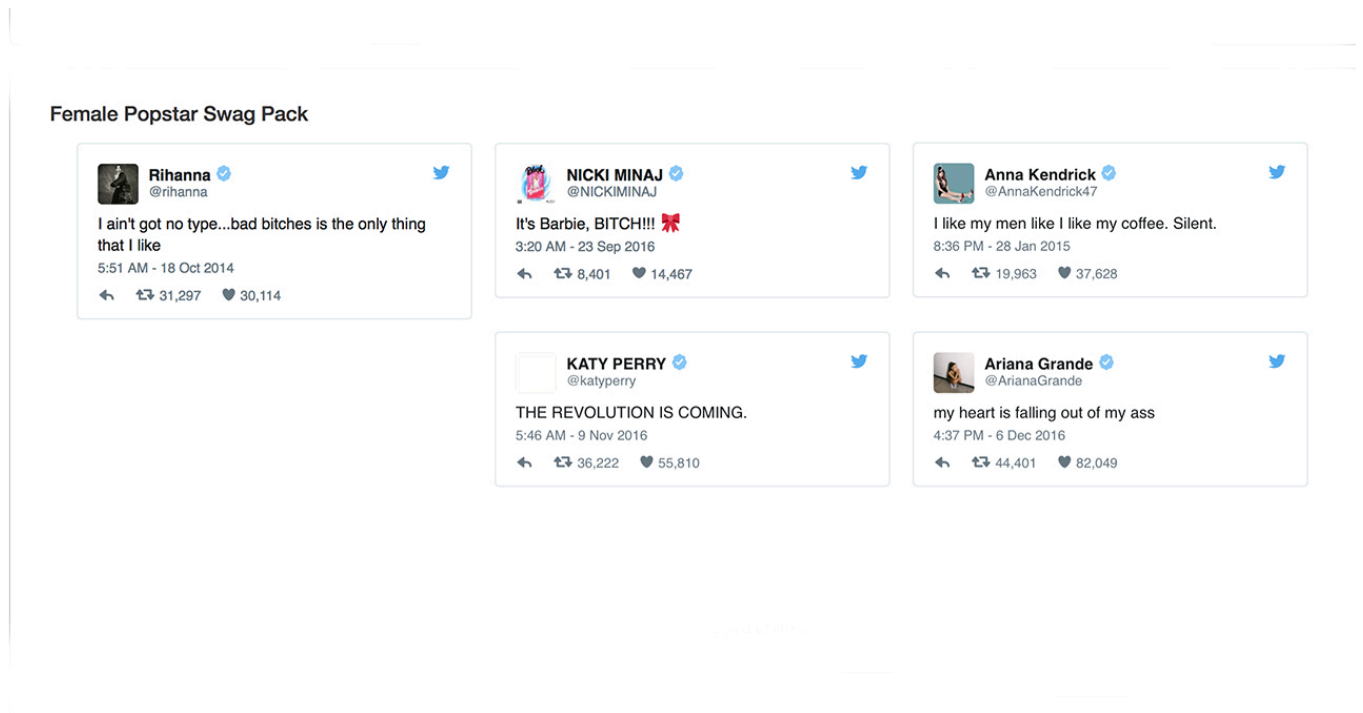 Female Popstar Swag Pack
Rihanna
@rihanna
I ain't got no type...bad bitches is the only thing
that I like
5:51 AM - 18 Oct 2014
31,297 30,114
NICKI MINAJ
@NICKIMINAJ
It's Barbie, BITCH!!! 🎀
3:20 AM - 23 Sep 2016
8,401 14,467
Anna Kendrick
@AnnaKendrick47
I like my men like I like my coffee. Silent.
8:36 PM - 28 Jan 2015
19,963 37,628
KATY PERRY
@katyperry
THE REVOLUTION IS COMING.
5:46 AM - 9 Nov 2016
36,222 55,810
Ariana Grande
@ArianaGrande
my heart is falling out of my ass
4:37 PM - 6 Dec 2016
44,401 82,049